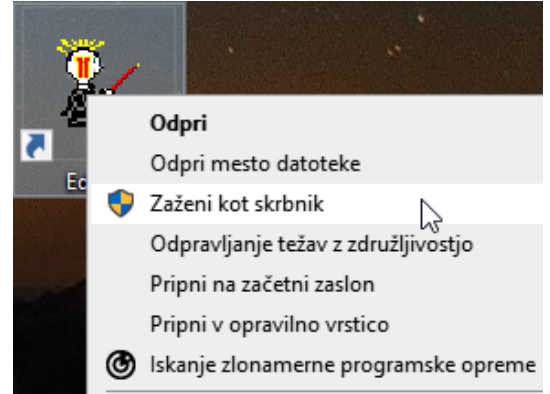 Odpri
Odpri mesto datoteke
Zaženi kot skrbnik
Odpravljanje težav z združljivostjo
Pripni na začetni zaslon
Pripni v opravilno vrstico
Iskanje zlonamerne programske opreme